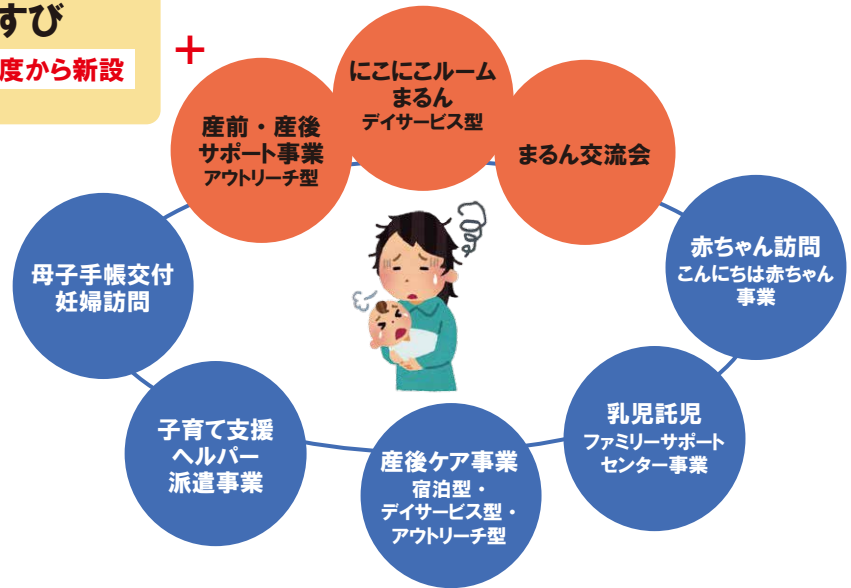 すび
度から新設
+
産前・産後
サポート事業
アウトリーチ型
にこにこルーム
まるん
デイサービス型
まるん交流会
母子手帳交付
妊婦訪問
赤ちゃん訪問
こんにちは赤ちゃん
事業
子育て支援
ヘルパー
派遣事業
産後ケア事業
宿泊型・
デイサービス型・
アウトリーチ型
乳児託児
ファミリーサポート
センター事業